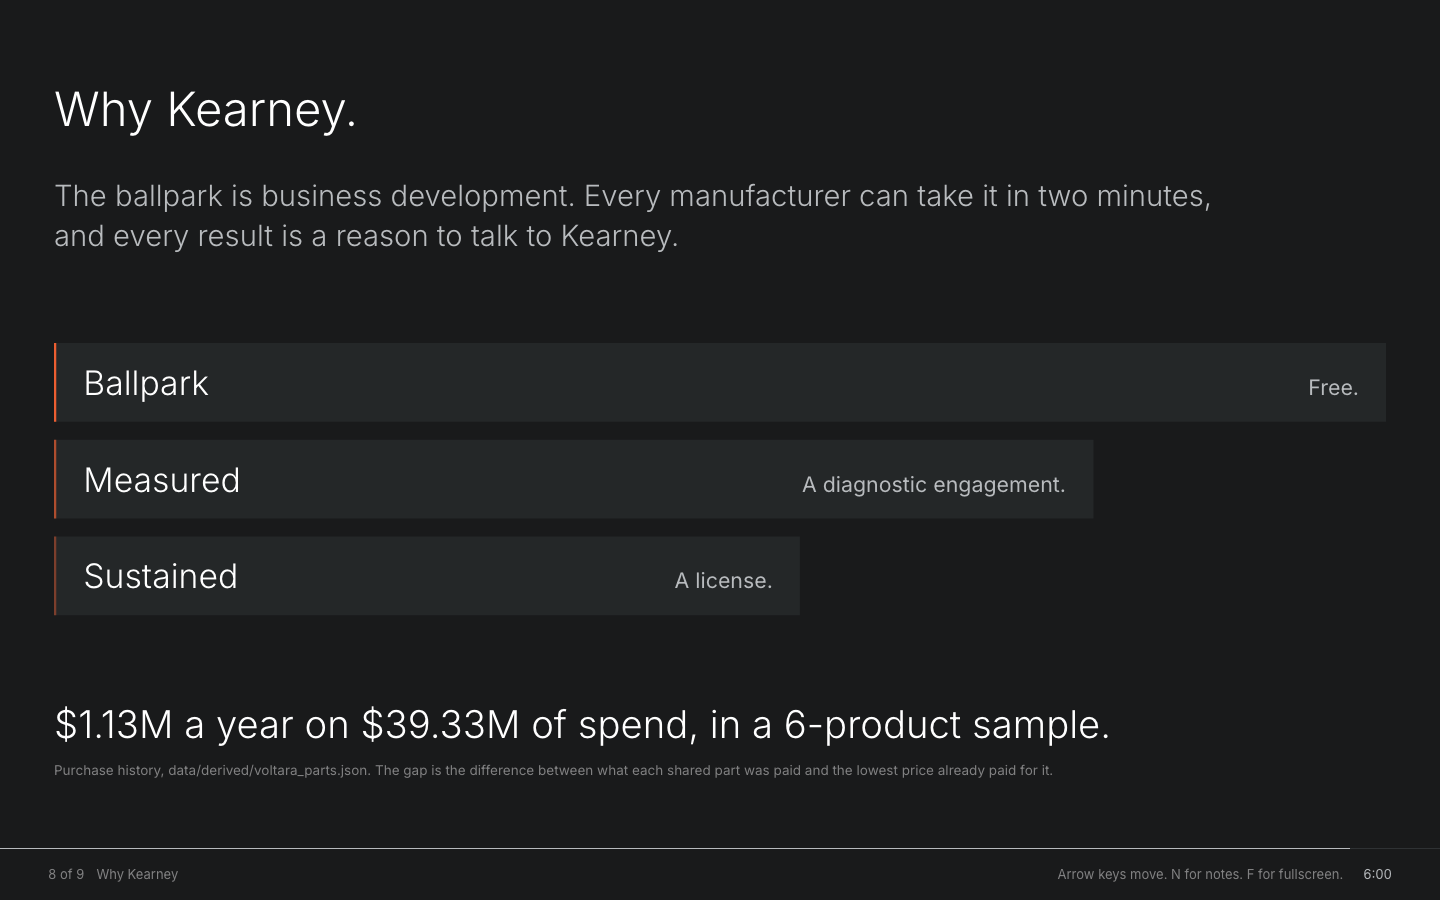 Why Kearney.
The ballpark is business development. Every manufacturer can take it in two minutes,
and every result is a reason to talk to Kearney.
Ballpark
Free.
Measured
A diagnostic engagement.
Sustained
A license.
$1.13M a year on $39.33M of spend, in a 6-product sample.
Purchase history, data/derived/voltara_parts.json. The gap is the difference between what each shared part was paid and the lowest price already paid for it.
8 of 9 Why Kearney
Arrow keys move. N for notes. F for fullscreen. 6:00